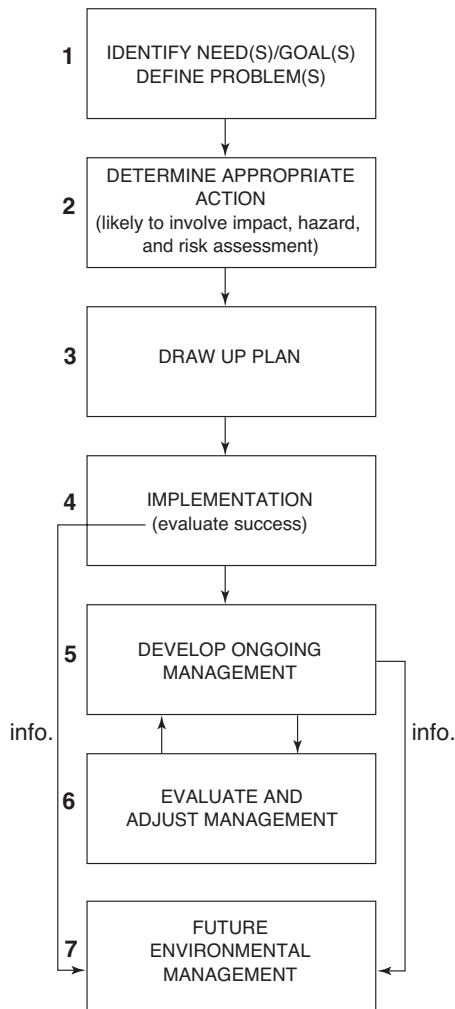 1
IDENTIFY NEED(S)/GOAL(S)
DEFINE PROBLEM(S)
2
DETERMINE APPROPRIATE
ACTION
(likely to involve impact, hazard,
and risk assessment)
3
DRAW UP PLAN
4
IMPLEMENTATION
(evaluate success)
5
DEVELOP ONGOING
MANAGEMENT
info.
info.
6
EVALUATE AND
ADJUST MANAGEMENT
7
FUTURE
ENVIRONMENTAL
MANAGEMENT